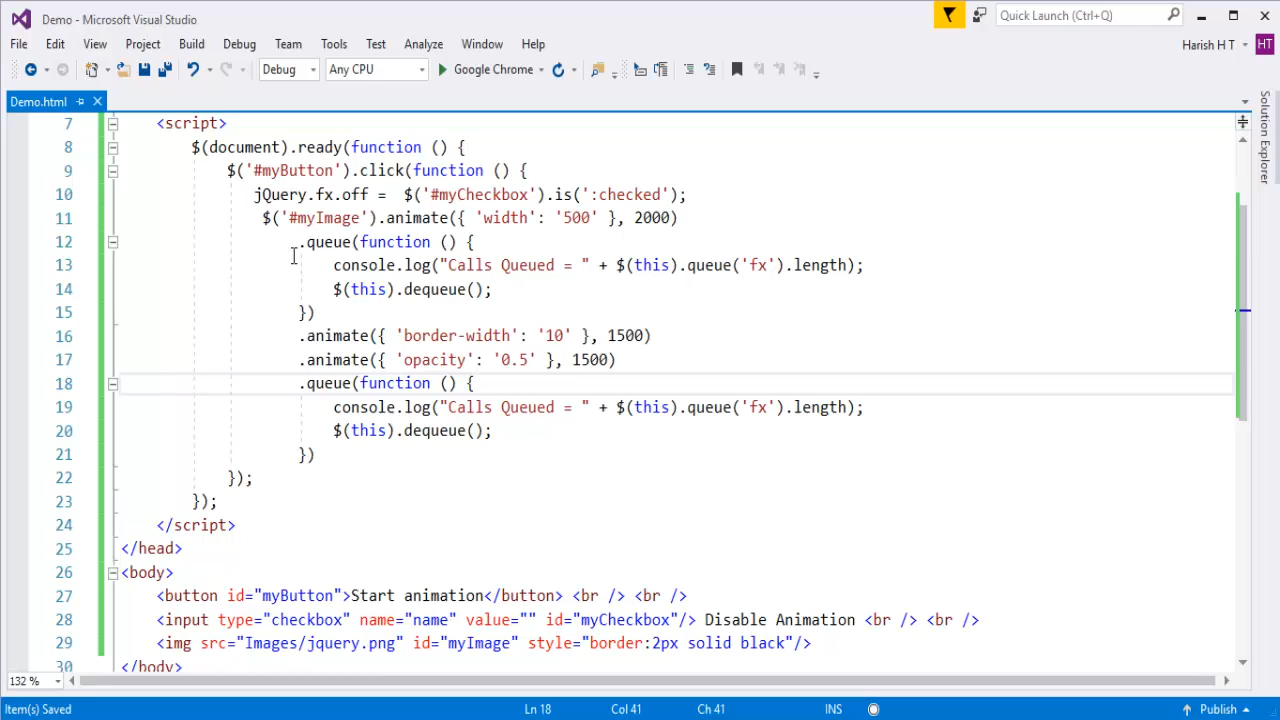 Demo - Microsoft Visual Studio
Quick Launch (Ctrl+Q)
File Edit View Project Build Debug Team Tools Test Analyze Window Help
Harish H T HT
Debug Any CPU Google Chrome
Demo.html
Solution Explorer
7 <script>
8 $(document).ready(function () {
9 $('#myButton').click(function () {
10 jQuery.fx.off = $('#myCheckbox').is(':checked');
11 $('#myImage').animate({ 'width': '500' }, 2000)
12 .queue(function () {
13 console.log("Calls Queued = " + $(this).queue('fx').length);
14 $(this).dequeue();
15 })
16 .animate({ 'border-width': '10' }, 1500)
17 .animate({ 'opacity': '0.5' }, 1500)
18 .queue(function () {
19 console.log("Calls Queued = " + $(this).queue('fx').length);
20 $(this).dequeue();
21 })
22 });
23 });
24 </script>
25 </head>
26 <body>
27 <button id="myButton">Start animation</button> <br /> <br />
28 <input type="checkbox" name="name" value="" id="myCheckbox"/> Disable Animation <br /> <br />
29 <img src="Images/jquery.png" id="myImage" style="border:2px solid black"/>
30 </body>
132 %
Item(s) Saved Ln 18 Col 41 Ch 41 INS Publish